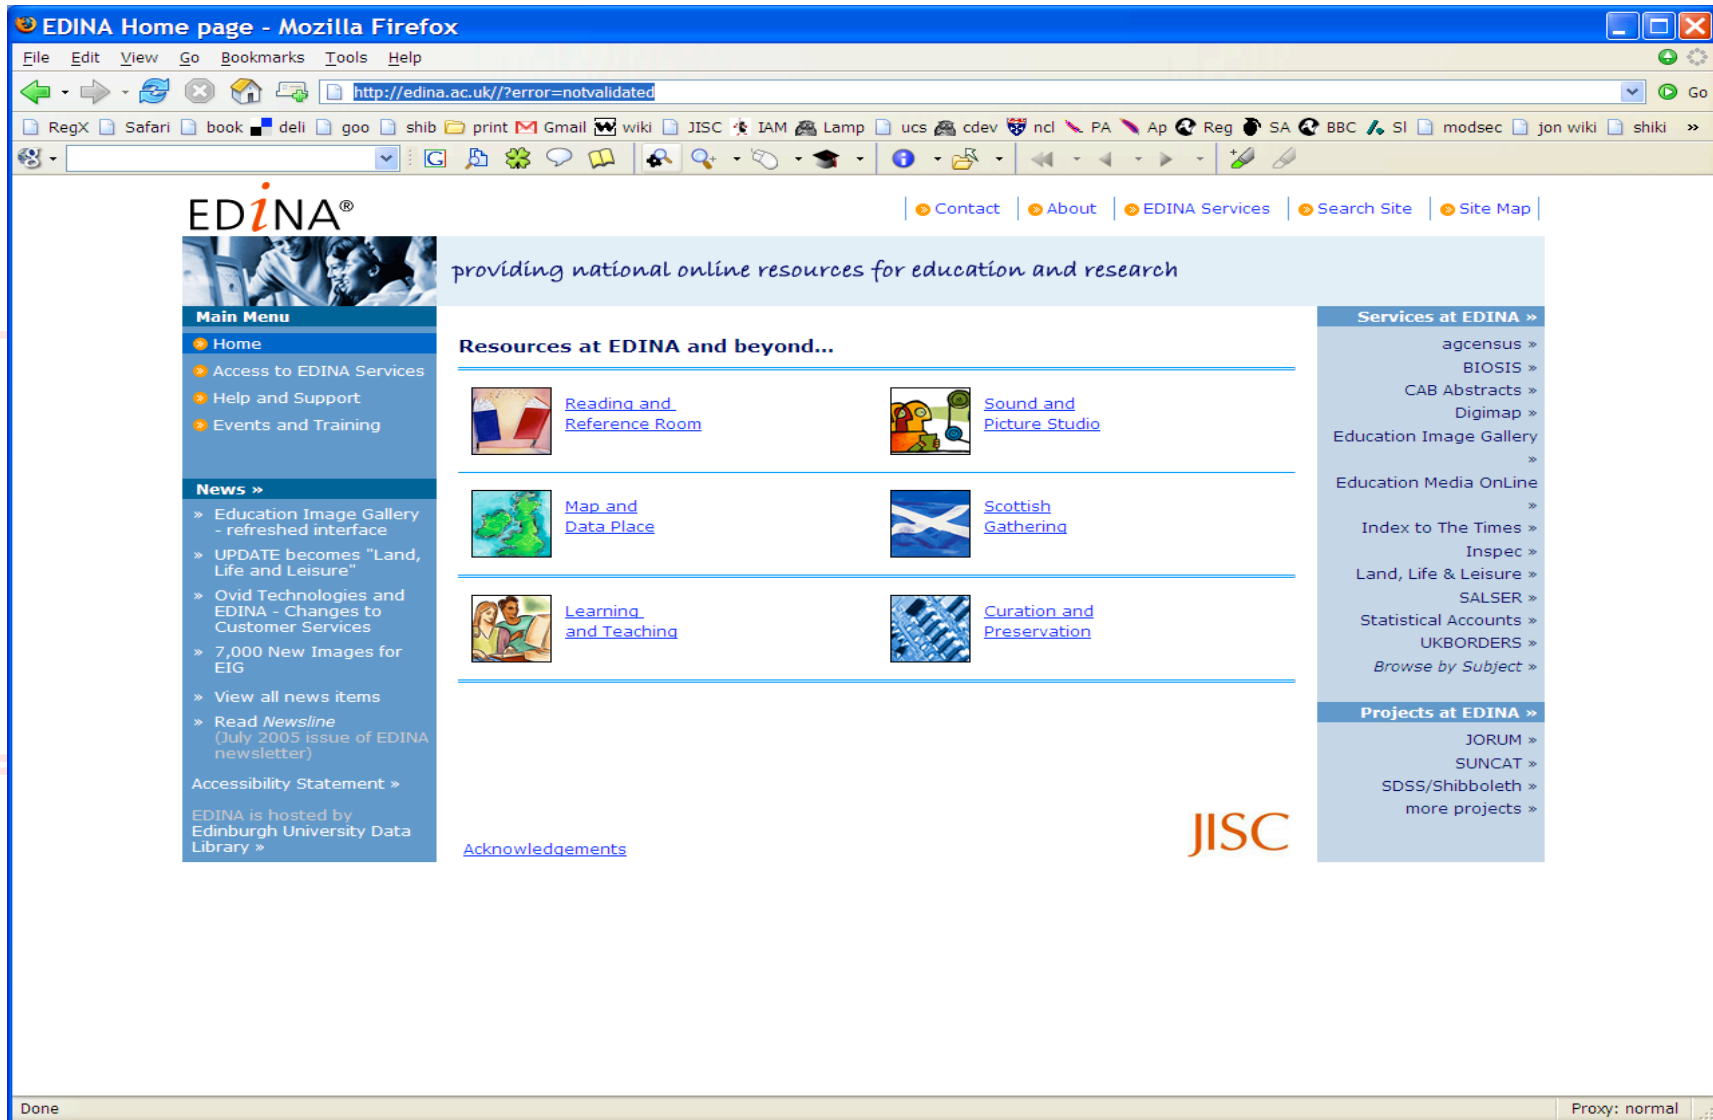 EDINA Home page - Mozilla Firefox
File Edit View Go Bookmarks Tools Help
http://edina.ac.uk//?error=notvalidated
Go
RegX Safari book deli goo shib print Gmail wiki JISC IAM Lamp ucs cdev ncl PA Ap Reg SA BBC Sl modsec jon wiki shiki »
EDiNA®
Contact About EDINA Services Search Site Site Map
providing national online resources for education and research
Main Menu
Home
Access to EDINA Services
Help and Support
Events and Training
News »
» Education Image Gallery
- refreshed interface
» UPDATE becomes "Land,
Life and Leisure"
» Ovid Technologies and
EDINA - Changes to
Customer Services
» 7,000 New Images for
EIG
» View all news items
» Read Newsline
(July 2005 issue of EDINA
newsletter)
Accessibility Statement »
EDINA is hosted by
Edinburgh University Data
Library »
Resources at EDINA and beyond...
Reading and
Reference Room
Sound and
Picture Studio
Map and
Data Place
Scottish
Gathering
Learning
and Teaching
Curation and
Preservation
Acknowledgements
JISC
Services at EDINA »
agcensus »
BIOSIS »
CAB Abstracts »
Digimap »
Education Image Gallery
»
Education Media OnLine
»
Index to The Times »
Inspec »
Land, Life & Leisure »
SALSER »
Statistical Accounts »
UKBORDERS »
Browse by Subject »
Projects at EDINA »
JORUM »
SUNCAT »
SDSS/Shibboleth »
more projects »
Done
Proxy: normal